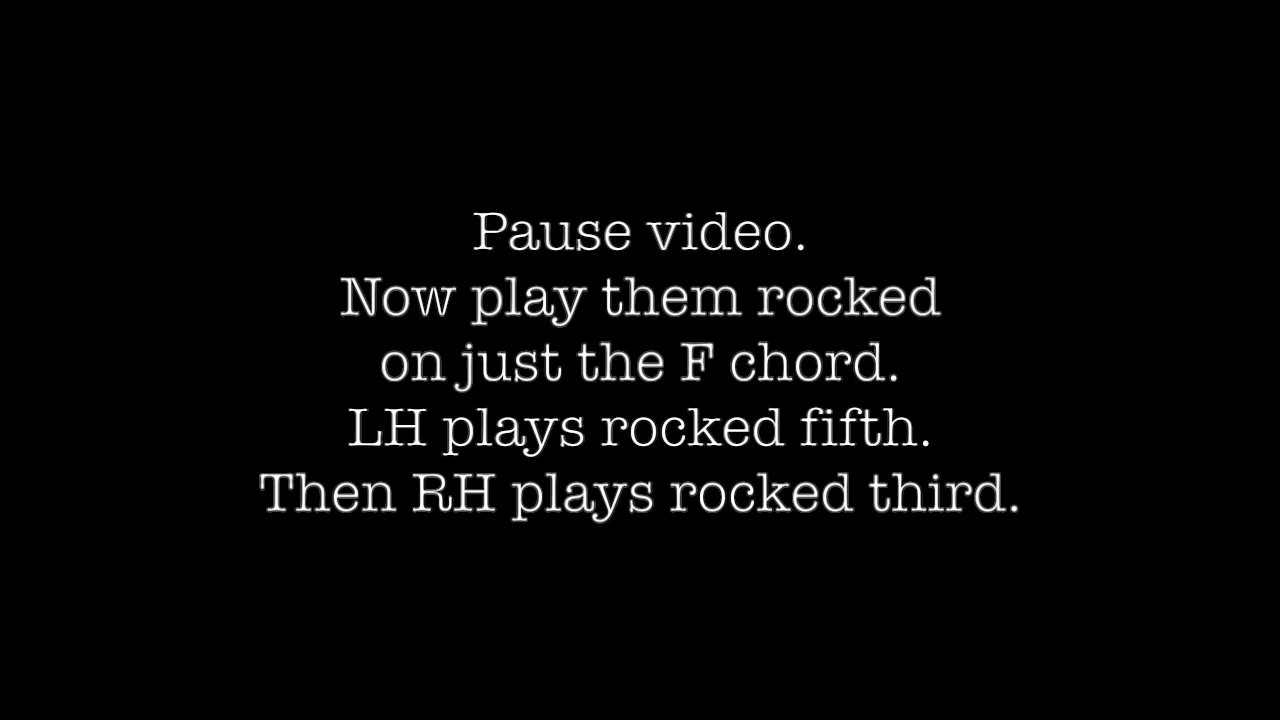 Pause video.
Now play them rocked
on just the F chord.
LH plays rocked fifth.
Then RH plays rocked third.